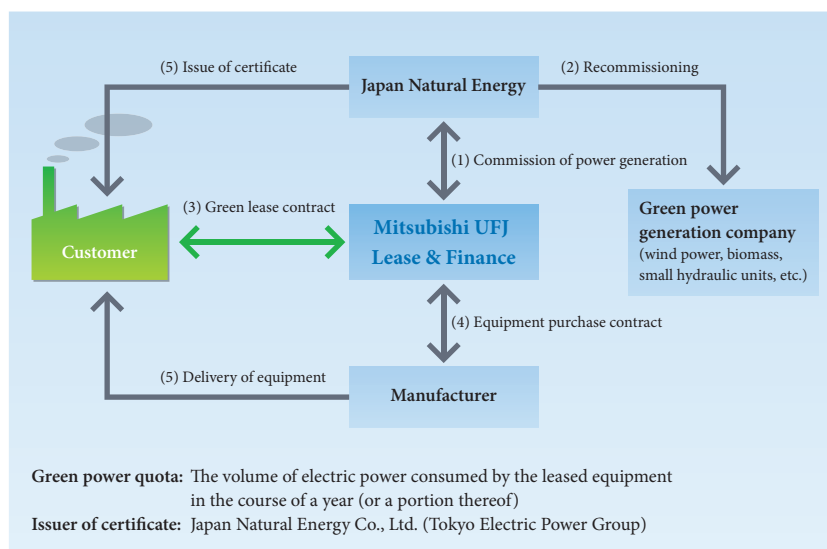 (5) Issue of certificate
Japan Natural Energy
(2) Recommissioning
(1) Commission of power generation
(3) Green lease contract
Customer
Mitsubishi UFJ
Lease & Finance
Green power
generation company
(wind power, biomass,
small hydraulic units, etc.)
(4) Equipment purchase contract
(5) Delivery of equipment
Manufacturer
Green power quota: The volume of electric power consumed by the leased equipment
in the course of a year (or a portion thereof)
Issuer of certificate: Japan Natural Energy Co., Ltd. (Tokyo Electric Power Group)